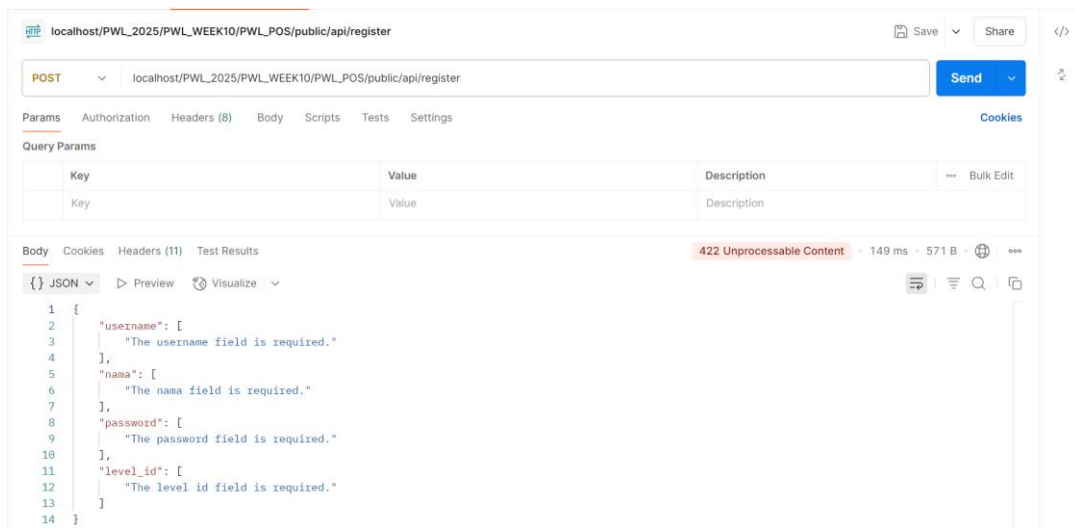 HTTP localhost/PWL_2025/PWL_WEEK10/PWL_POS/public/api/register Save Share
POST localhost/PWL_2025/PWL_WEEK10/PWL_POS/public/api/register Send
Params Authorization Headers (8) Body Scripts Tests Settings Cookies
Query Params
Key Value Description Bulk Edit
Key Value Description
Body Cookies Headers (11) Test Results 422 Unprocessable Content 149 ms 571 B
{} JSON Preview Visualize
1 {
2 "username": [
3 "The username field is required."
4 ],
5 "nama": [
6 "The nama field is required."
7 ],
8 "password": [
9 "The password field is required."
10 ],
11 "level_id": [
12 "The level id field is required."
13 ]
14 }